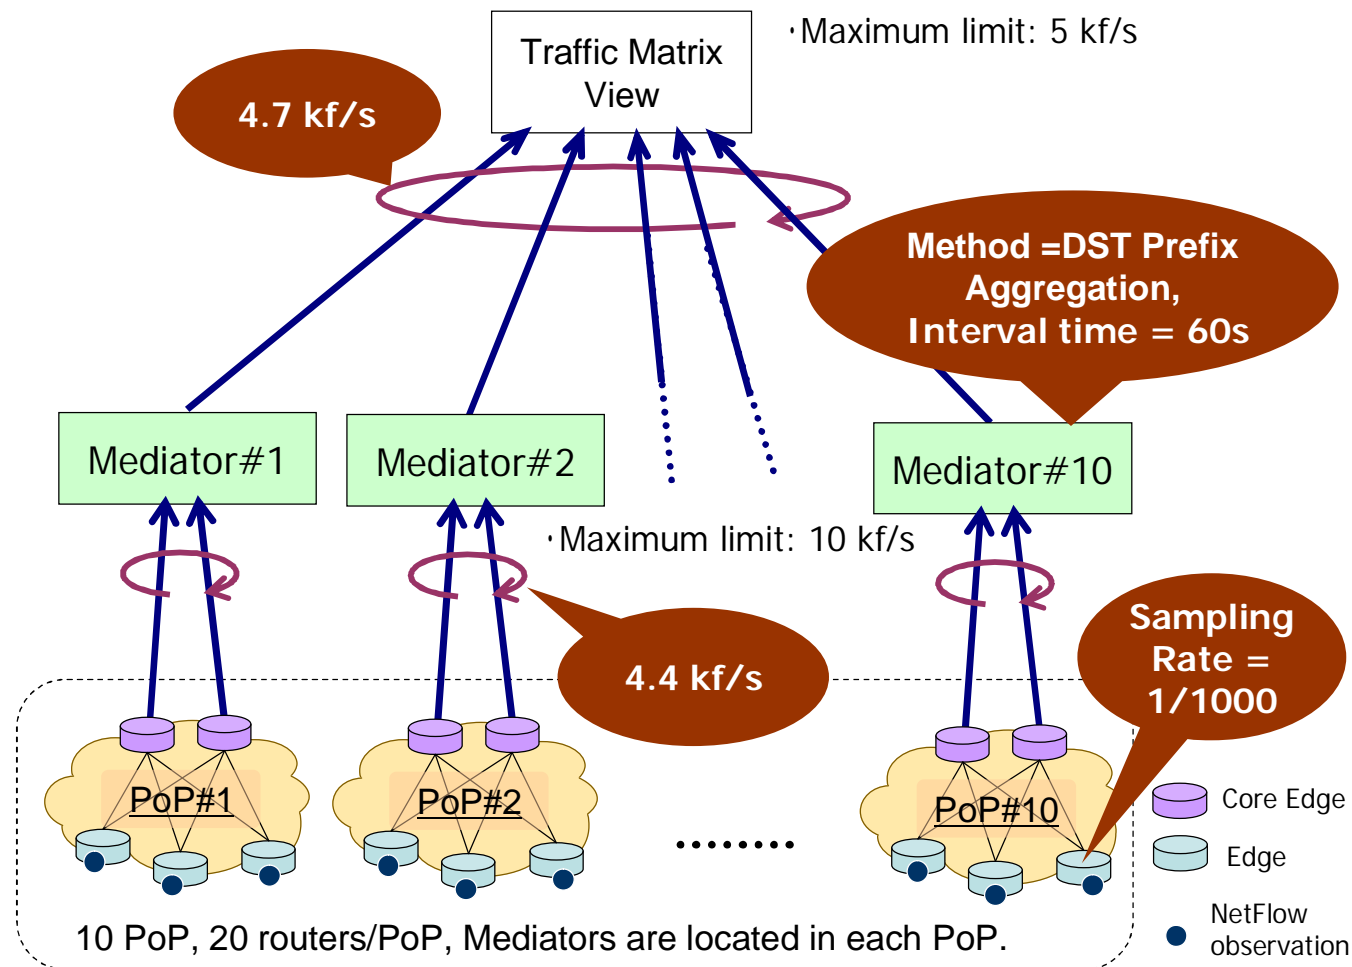 Traffic Matrix
View
·Maximum limit: 5 kf/s
4.7 kf/s
Method =DST Prefix
Aggregation,
Interval time = 60s
Mediator#1
Mediator#2
Mediator#10
·Maximum limit: 10 kf/s
4.4 kf/s
Sampling
Rate =
1/1000
PoP#1
PoP#2
PoP#10
........
Core Edge
Edge
NetFlow
observation
10 PoP, 20 routers/PoP, Mediators are located in each PoP.